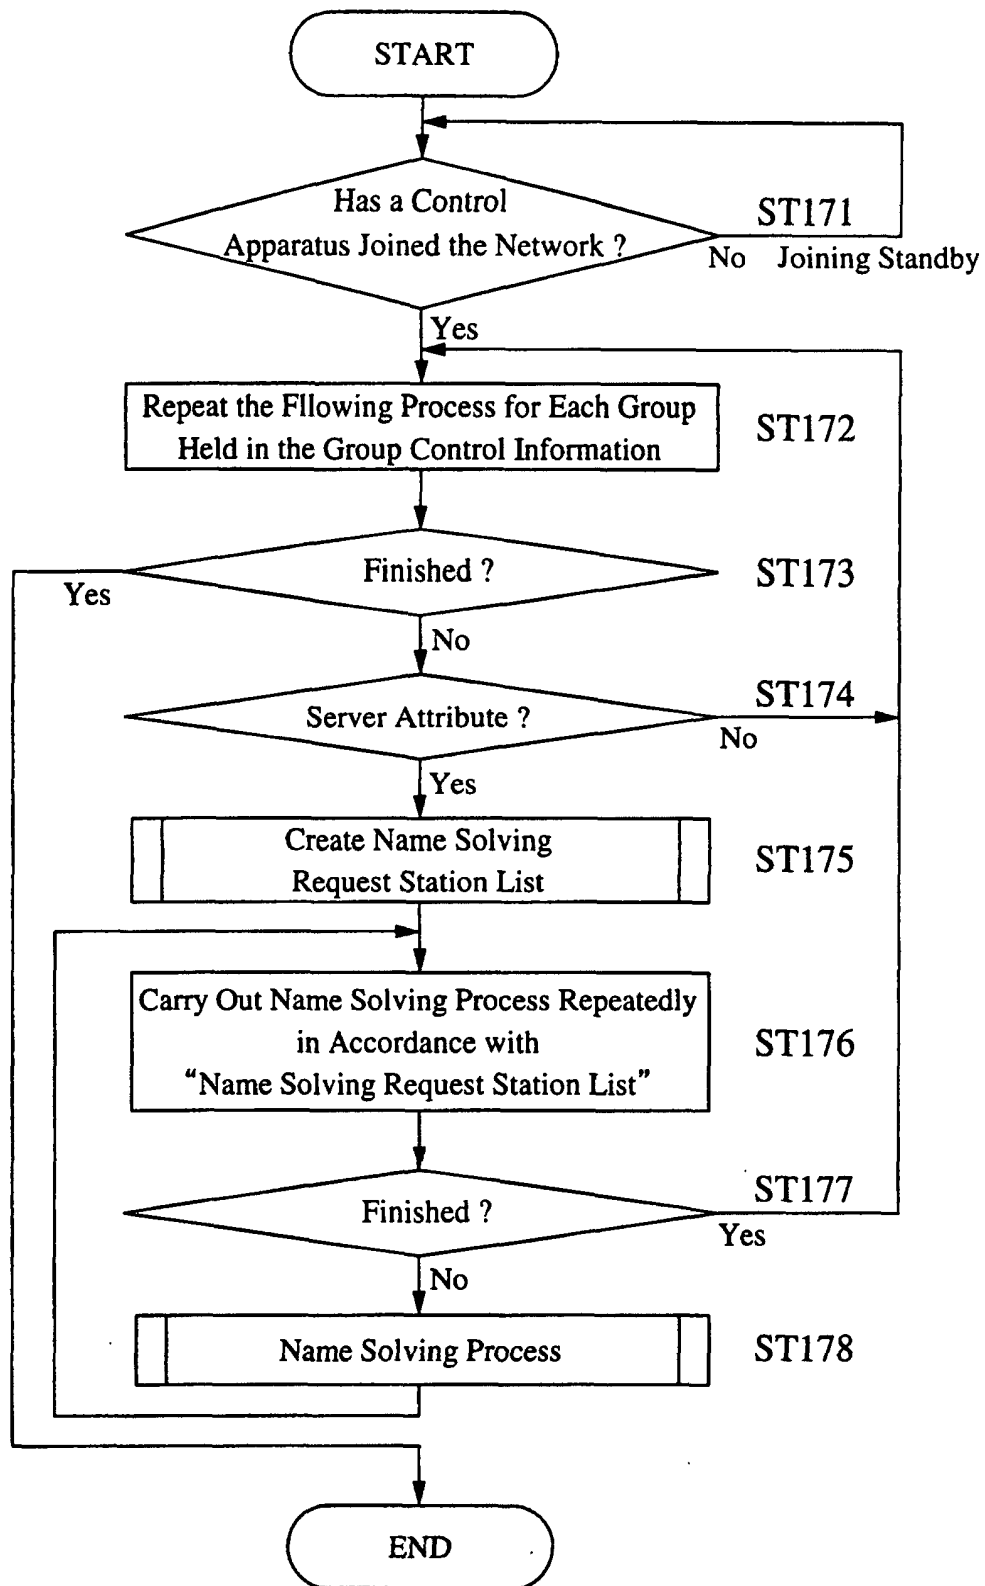 START
Has a Control
Apparatus Joined the Network ?
ST171
No Joining Standby
Yes
Repeat the Fllowing Process for Each Group
Held in the Group Control Information
ST172
Finished ?
ST173
Yes
No
Server Attribute ?
ST174
No
Yes
Create Name Solving
Request Station List
ST175
Carry Out Name Solving Process Repeatedly
in Accordance with
“Name Solving Request Station List”
ST176
Finished ?
ST177
Yes
No
Name Solving Process
ST178
END